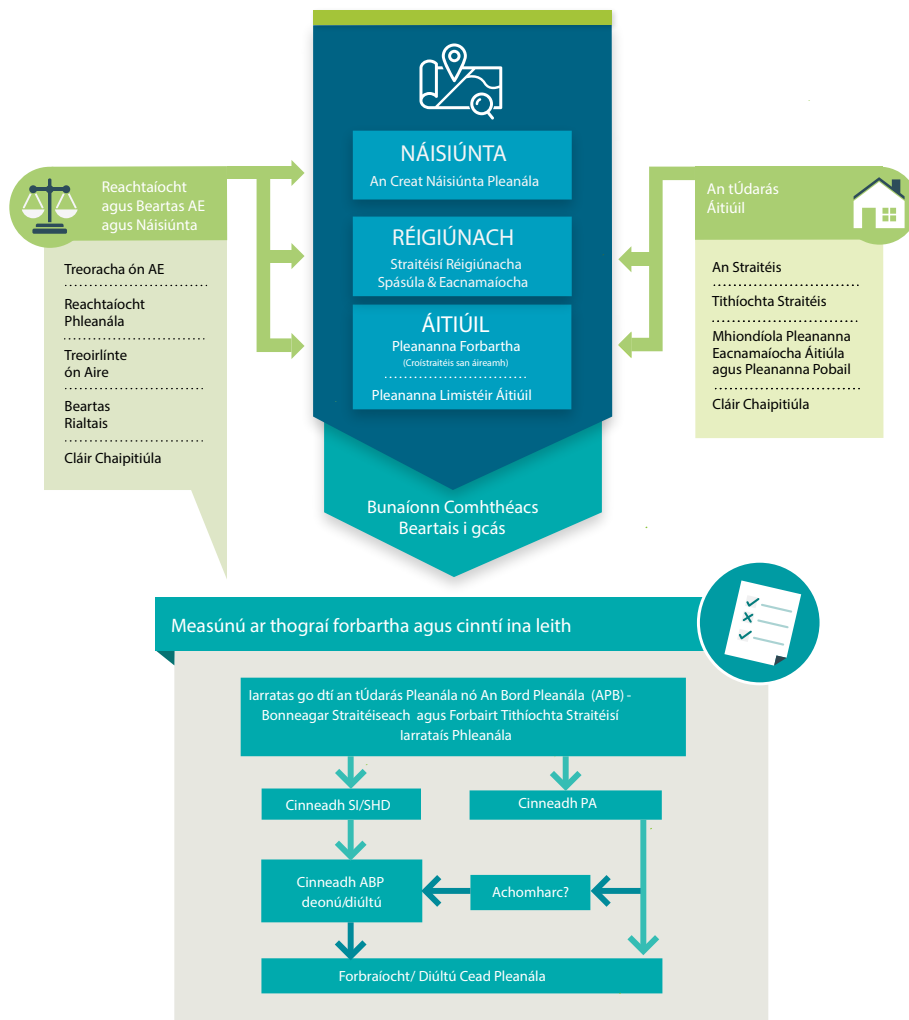 NÁISIÚNTA
An Creat Náisiúnta Pleanála
RÉIGIÚNACH
Straitéisí Réigiúnacha
Spásúla & Eacnamaíocha
ÁITIÚIL
Pleananna Forbartha
(Croístraitéis san áireamh)
Pleananna Limistéir Áitiúil
Reachtaíocht
agus Beartas AE
agus Náisiúnta
Treoracha ón AE
Reachtaíocht
Phleanála
Treoirlínte
ón Aire
Beartas
Rialtais
Cláir Chaipitiúla
An tÚdarás
Áitiúil
An Straitéis
Tithíochta Straitéis
Mhiondíola Pleananna
Eacnamaíocha Áitiúla
agus Pleananna Pobail
Cláir Chaipitiúla
Bunaíonn Comhthéacs
Beartais i gcás
Measúnú ar thograí forbartha agus cinntí ina leith
Iarratas go dtí an tÚdarás Pleanála nó An Bord Pleanála (APB) -
Bonneagar Straitéiseach agus Forbairt Tithíochta Straitéisí
Iarratais Phleanála
Cinneadh SI/SHD
Cinneadh PA
Cinneadh ABP
deonú/diúltú
Achomharc?
Forbraíocht/ Diúltú Cead Pleanála